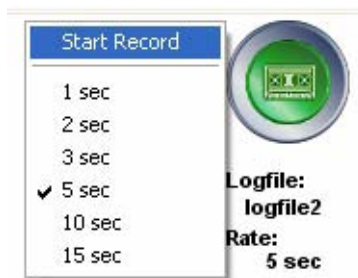 Start Record
1 sec
2 sec
3 sec
5 sec
10 sec
15 sec
Logfile:
logfile2
Rate:
5 sec